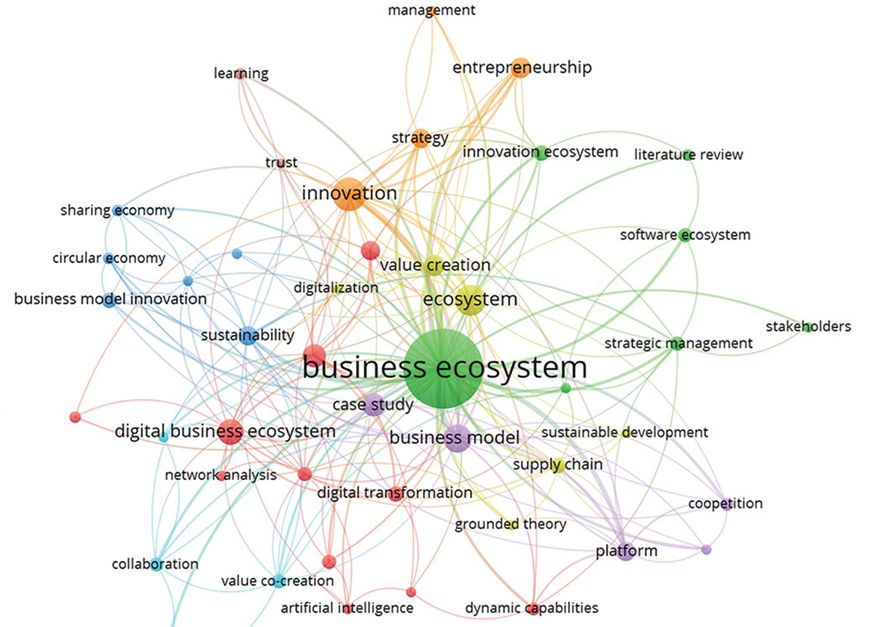 management
entrepreneurship
learning
strategy
innovation ecosystem
literature review
trust
innovation
sharing economy
software ecosystem
circular economy
value creation
digitalization
business model innovation
ecosystem
stakeholders
sustainability
strategic management
business ecosystem
case study
digital business ecosystem
business model
sustainable development
supply chain
network analysis
digital transformation
coopetition
grounded theory
platform
collaboration
value co-creation
artificial intelligence
dynamic capabilities